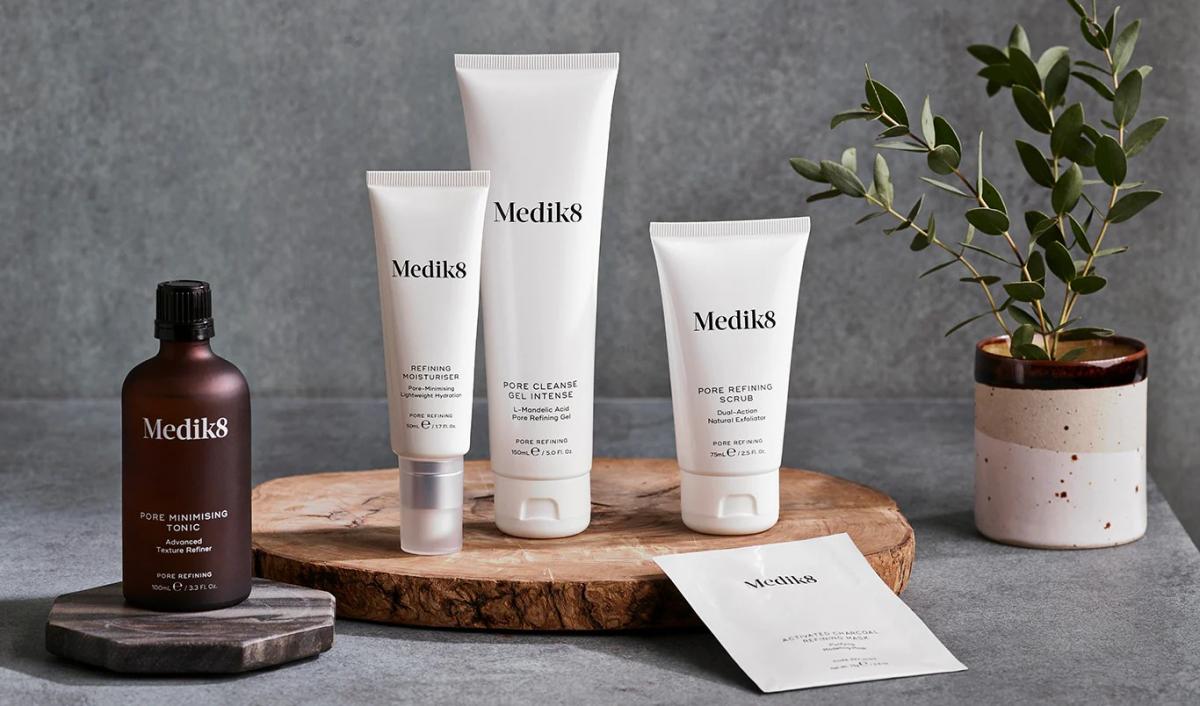 Medik8
PORE MINIMISING
TONIC
Advanced
Texture Refiner
PORE REFINING
100mL e / 3.3 Fl. Oz.
Medik8
REFINING
MOISTURISER
Pore-Minimising
Lightweight Hydration
PORE REFINING
50mL e / 1.7 Fl. Oz.
Medik8
PORE CLEANSE
GEL INTENSE
L-Mandelic Acid
Pore Refining Gel
PORE REFINING
150mL e / 5.0 Fl. Oz.
Medik8
PORE REFINING
SCRUB
Dual-Action
Natural Exfoliator
PORE REFINING
75mL e / 2.5 Fl. Oz.
Medik8
ACTIVATED CHARCOAL
REFINING MASK
PORE REFINING